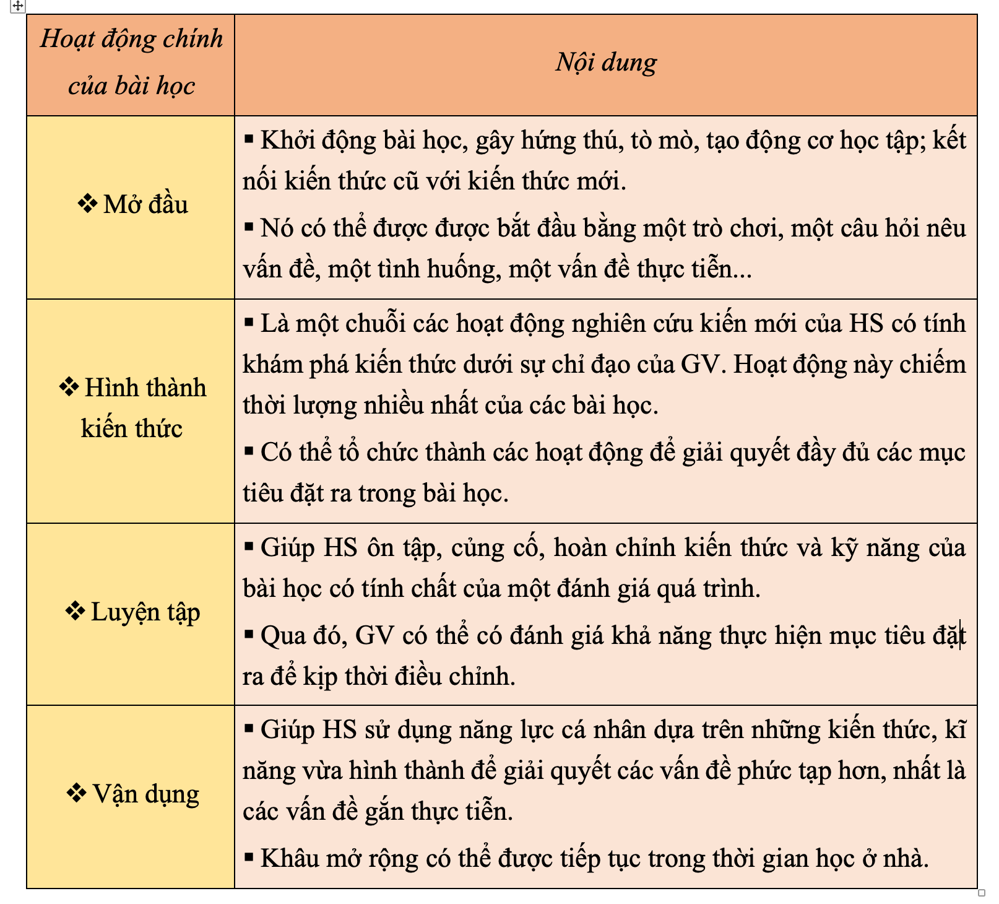 Hoạt động chính
của bài học
Nội dung
❖ Mở đầu
▪ Khởi động bài học, gây hứng thú, tò mò, tạo động cơ học tập; kết
nối kiến thức cũ với kiến thức mới.
▪ Nó có thể được được bắt đầu bằng một trò chơi, một câu hỏi nêu
vấn đề, một tình huống, một vấn đề thực tiễn...
❖ Hình thành
kiến thức
▪ Là một chuỗi các hoạt động nghiên cứu kiến mới của HS có tính
khám phá kiến thức dưới sự chỉ đạo của GV. Hoạt động này chiếm
thời lượng nhiều nhất của các bài học.
▪ Có thể tổ chức thành các hoạt động để giải quyết đầy đủ các mục
tiêu đặt ra trong bài học.
❖ Luyện tập
▪ Giúp HS ôn tập, củng cố, hoàn chỉnh kiến thức và kỹ năng của
bài học có tính chất của một đánh giá quá trình.
▪ Qua đó, GV có thể có đánh giá khả năng thực hiện mục tiêu đặt
ra để kịp thời điều chỉnh.
❖ Vận dụng
▪ Giúp HS sử dụng năng lực cá nhân dựa trên những kiến thức, kĩ
năng vừa hình thành để giải quyết các vấn đề phức tạp hơn, nhất là
các vấn đề gắn thực tiễn.
▪ Khâu mở rộng có thể được tiếp tục trong thời gian học ở nhà.